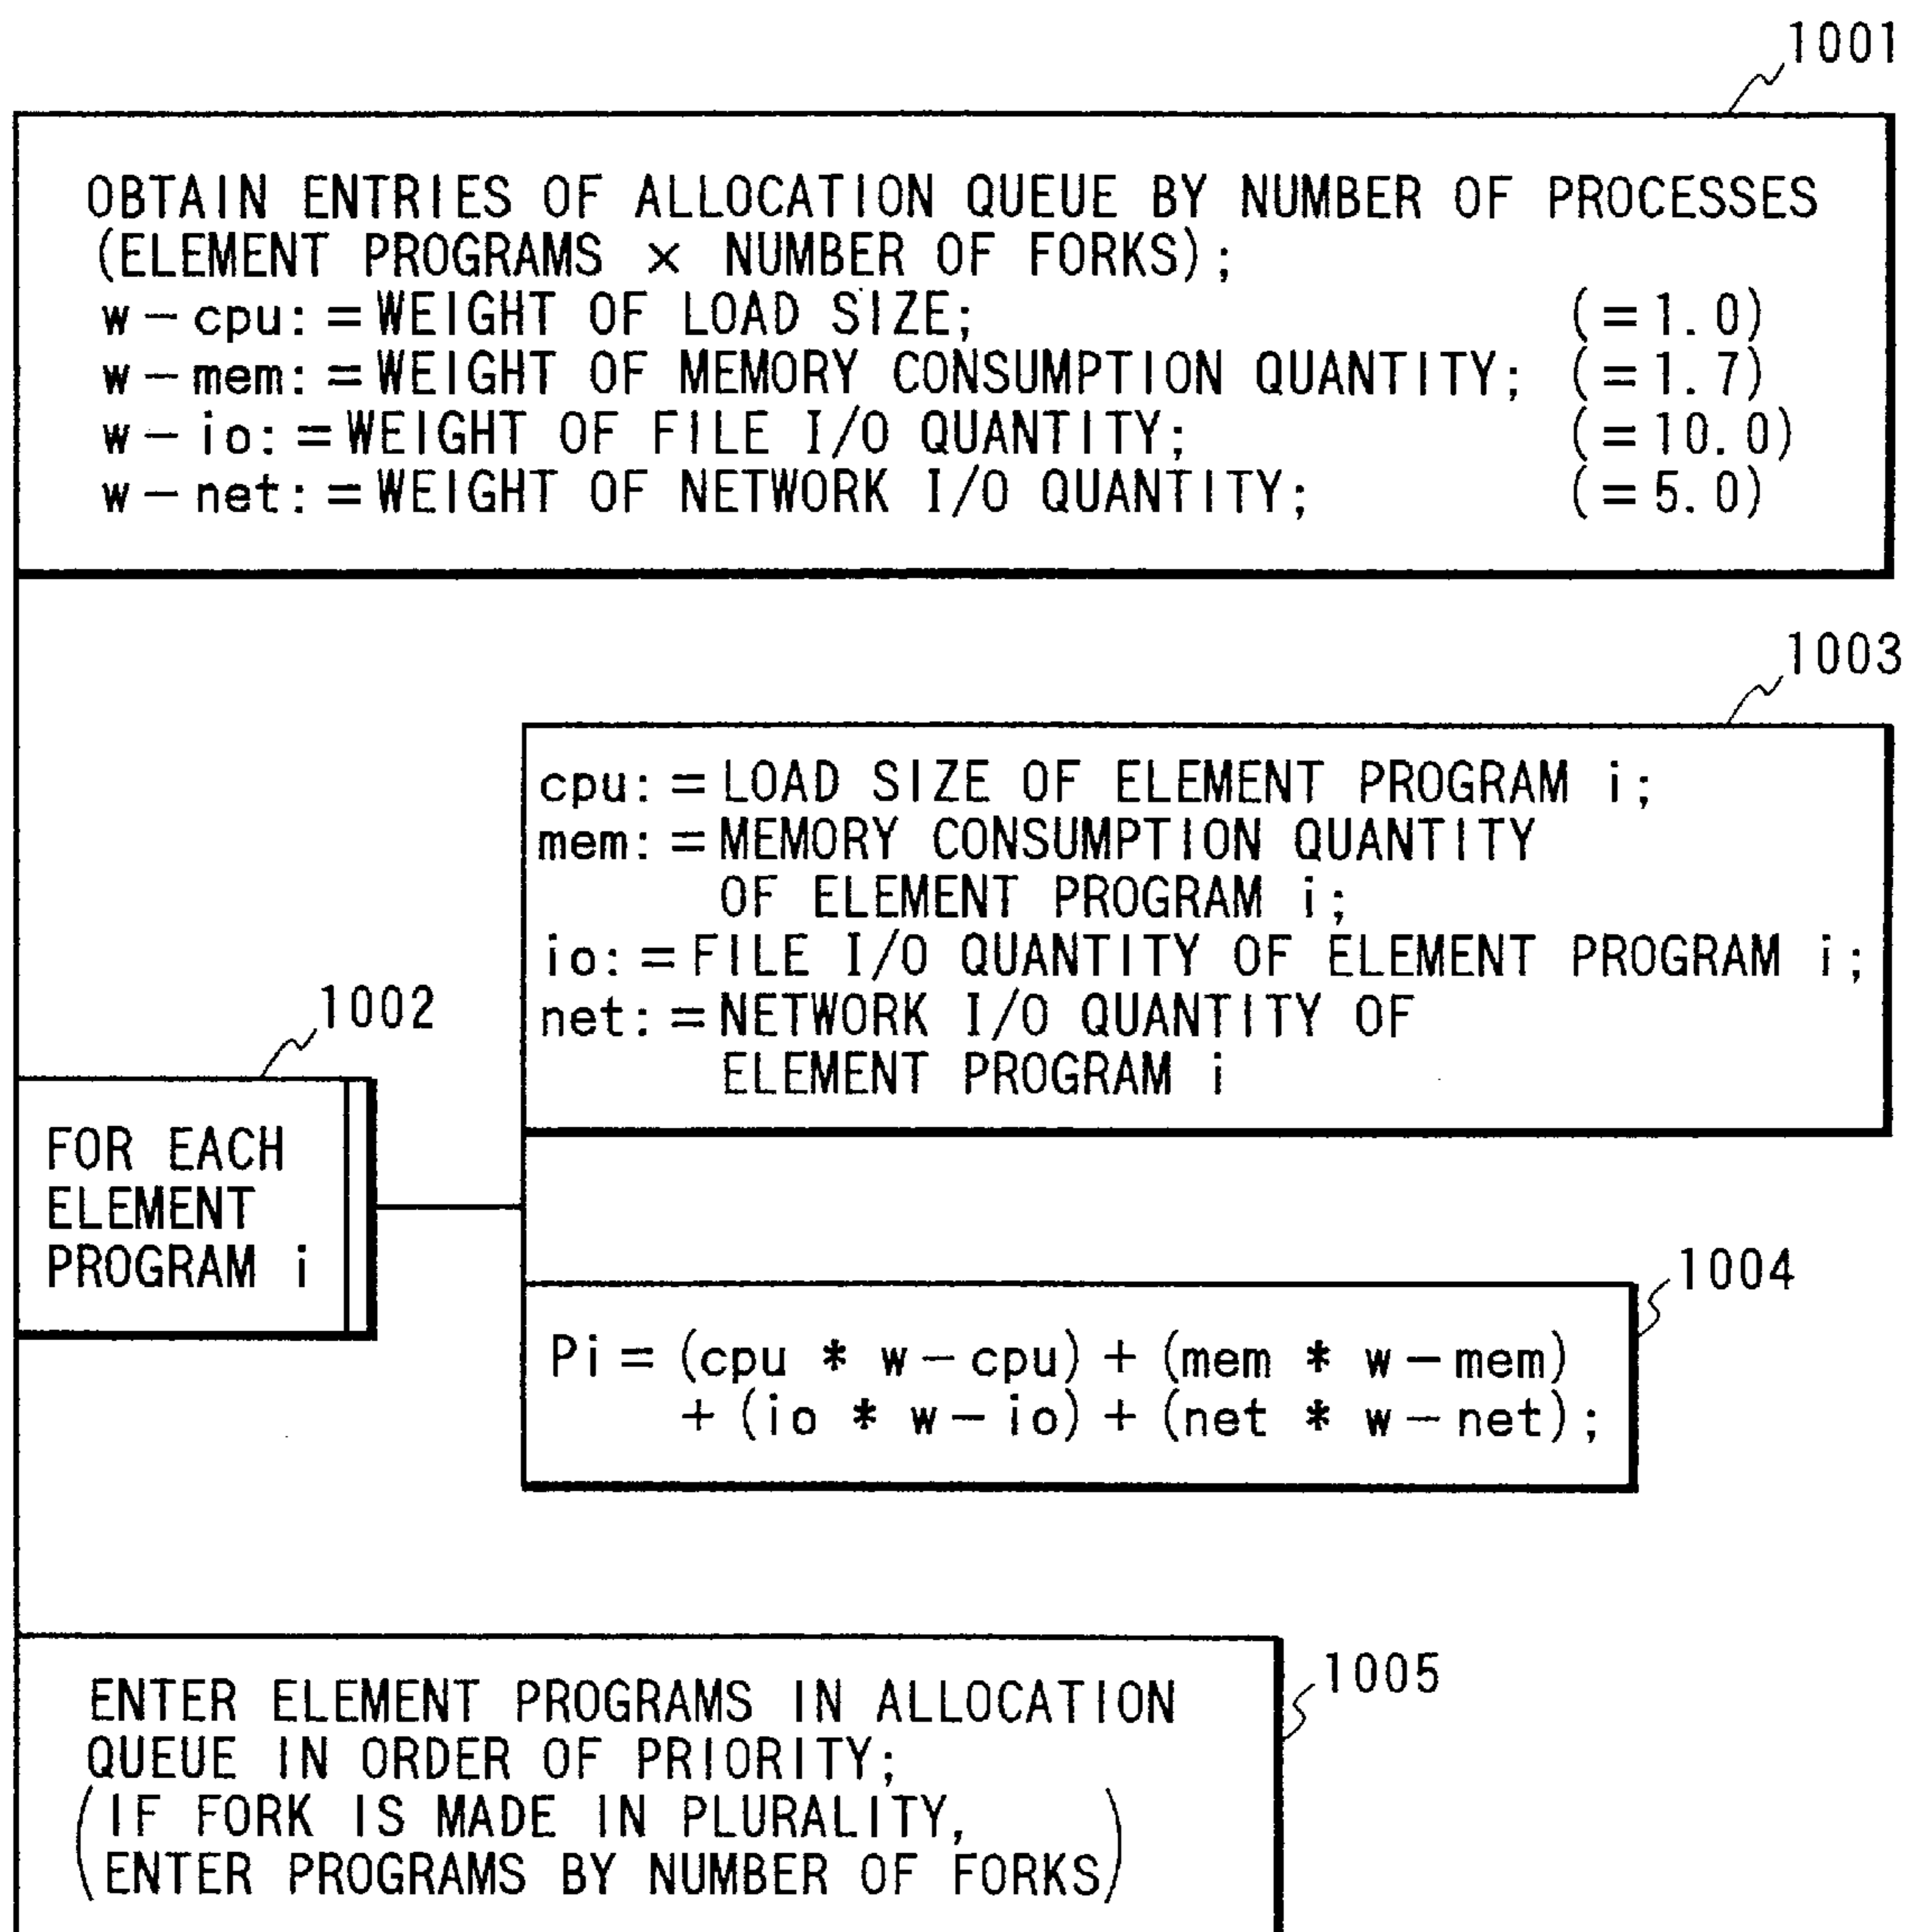 1001
OBTAIN ENTRIES OF ALLOCATION QUEUE BY NUMBER OF PROCESSES
(ELEMENT PROGRAMS × NUMBER OF FORKS);
w-cpu:=WEIGHT OF LOAD SIZE; (=1.0)
w-mem:=WEIGHT OF MEMORY CONSUMPTION QUANTITY; (=1.7)
w-io:=WEIGHT OF FILE I/O QUANTITY; (=10.0)
w-net:=WEIGHT OF NETWORK I/O QUANTITY; (=5.0)
1003
cpu:=LOAD SIZE OF ELEMENT PROGRAM i;
mem:=MEMORY CONSUMPTION QUANTITY
OF ELEMENT PROGRAM i;
io:=FILE I/O QUANTITY OF ELEMENT PROGRAM i;
net:=NETWORK I/O QUANTITY OF
ELEMENT PROGRAM i
1002
FOR EACH
ELEMENT
PROGRAM i
1004
Pi=(cpu * w-cpu)+(mem * w-mem)
+(io * w-io)+(net * w-net);
1005
ENTER ELEMENT PROGRAMS IN ALLOCATION
QUEUE IN ORDER OF PRIORITY;
(IF FORK IS MADE IN PLURALITY,
ENTER PROGRAMS BY NUMBER OF FORKS)